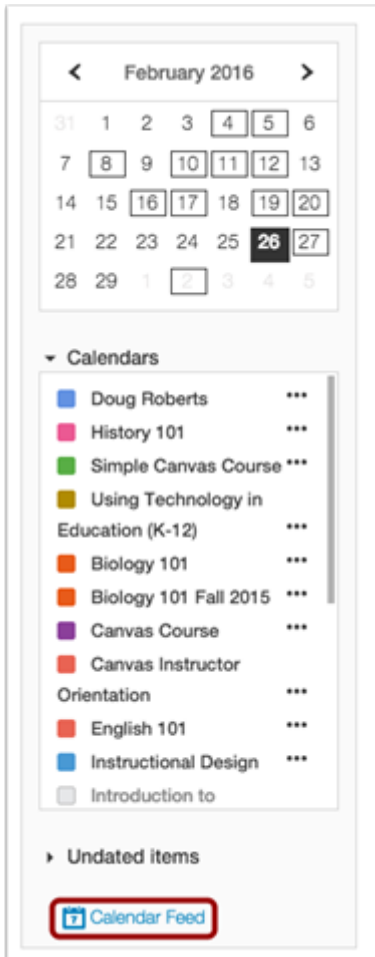 February 2016
31 1 2 3 4 5 6
7 8 9 10 11 12 13
14 15 16 17 18 19 20
21 22 23 24 25 26 27
28 29 1 2 3 4 5
Calendars
Doug Roberts
History 101
Simple Canvas Course
Using Technology in
Education (K-12)
Biology 101
Biology 101 Fall 2015
Canvas Course
Canvas Instructor
Orientation
English 101
Instructional Design
Introduction to
Undated items
7 Calendar Feed